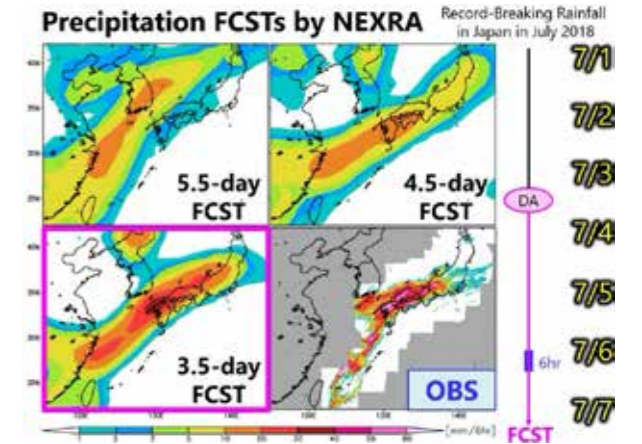 Precipitation FCSTs by NEXRA
Record-Breaking Rainfall
in Japan in July 2018
5.5-day
FCST
4.5-day
FCST
3.5-day
FCST
OBS
7/1
7/2
7/3
DA
7/4
7/5
7/6
6hr
7/7
FCST
[mm/6hr]